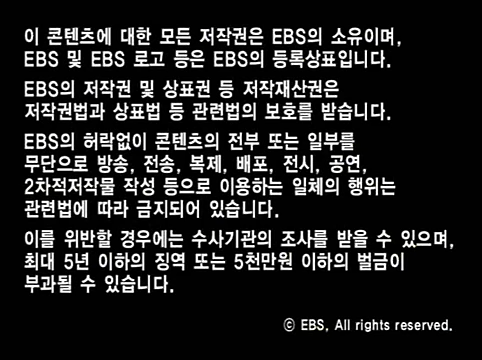 이 콘텐츠에 대한 모든 저작권은 EBS의 소유이며,
EBS 및 EBS 로고 등은 EBS의 등록상표입니다.
EBS의 저작권 및 상표권 등 저작재산권은
저작권법과 상표법 등 관련법의 보호를 받습니다.
EBS의 허락없이 콘텐츠의 전부 또는 일부를
무단으로 방송, 전송, 복제, 배포, 전시, 공연,
2차적저작물 작성 등으로 이용하는 일체의 행위는
관련법에 따라 금지되어 있습니다.
이를 위반할 경우에는 수사기관의 조사를 받을 수 있으며,
최대 5년 이하의 징역 또는 5천만원 이하의 벌금이
부과될 수 있습니다.
ⓒ EBS, All rights reserved.